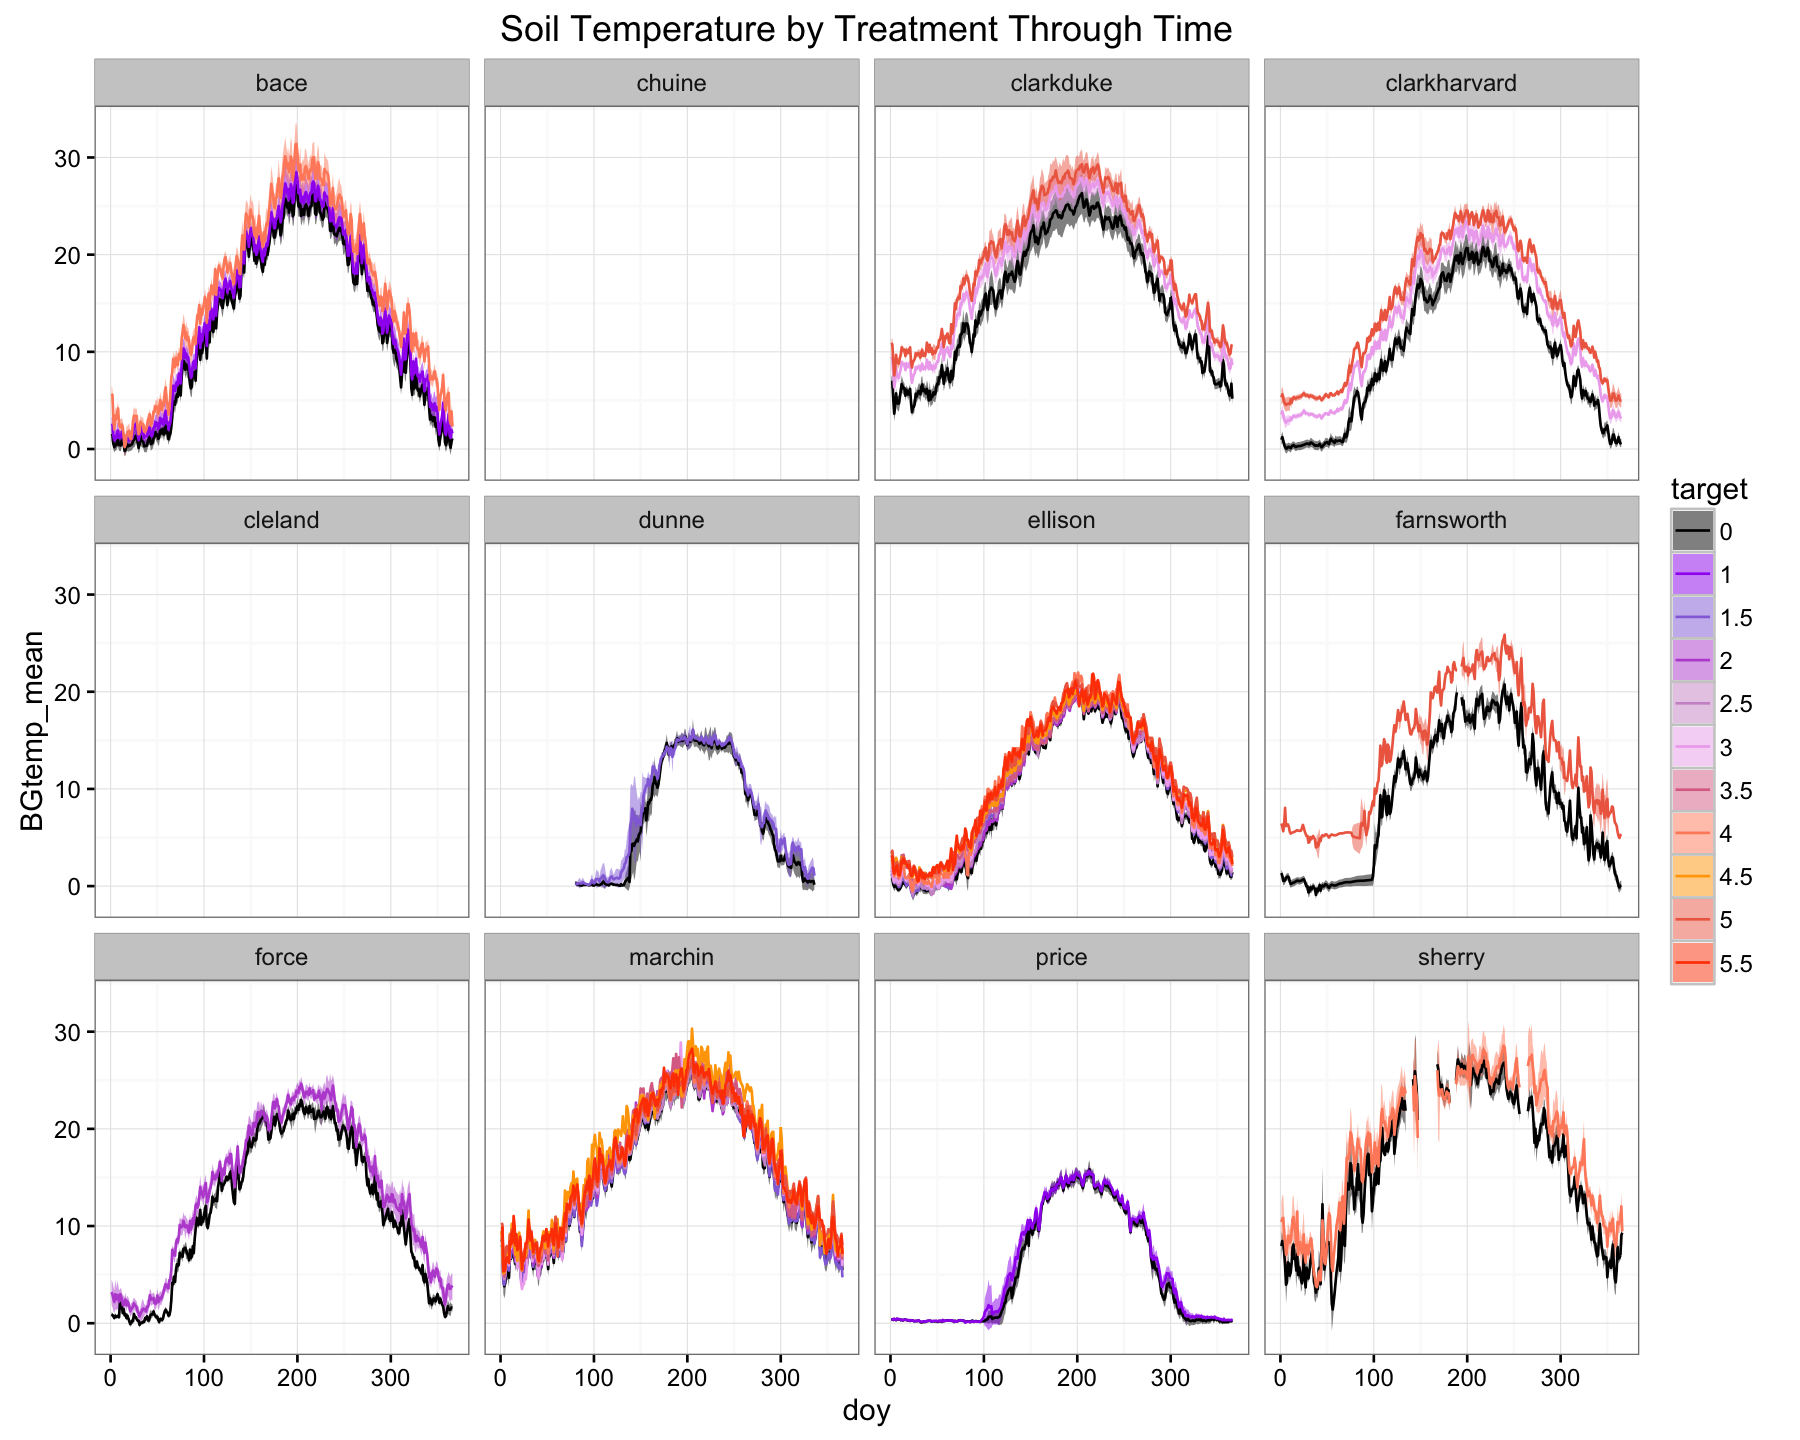 Soil Temperature by Treatment Through Time
bace chuine clarkduke clarkharvard
30
20
10
0
cleland dunne ellison farnsworth
30
20
10
0
force marchin price sherry
30
20
10
0
0 100 200 300 0 100 200 300 0 100 200 300 0 100 200 300
doy
BGtemp_mean
target
0
1
1.5
2
2.5
3
3.5
4
4.5
5
5.5